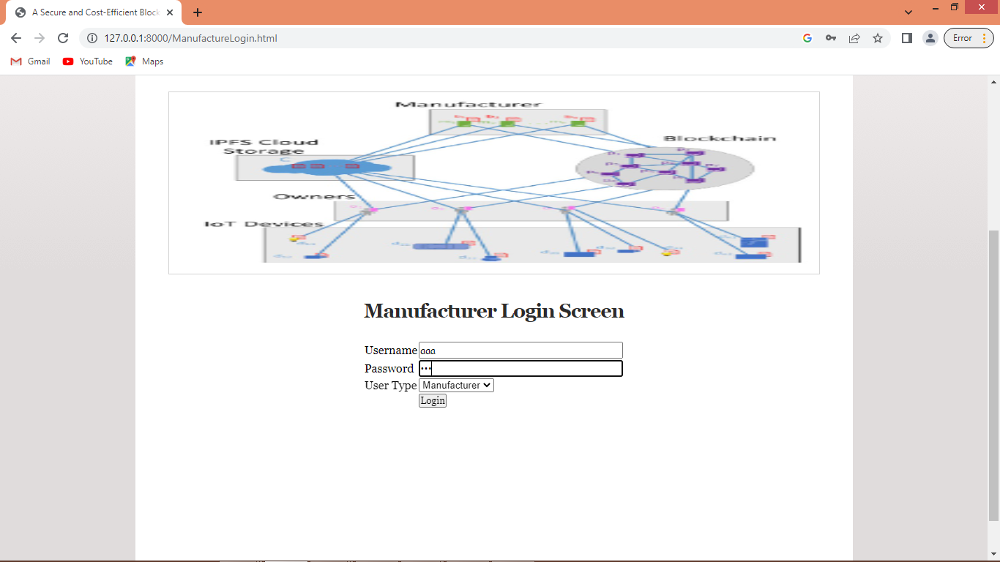 A Secure and Cost-Efficient Block
127.0.0.1:8000/ManufactureLogin.html
Error
Gmail
YouTube
Maps
Manufacturer
IPFS Cloud
Storage
Blockchain
C
Owners
IoT Devices
Manufacturer Login Screen
Username aaa
Password •••
User Type Manufacturer
Login